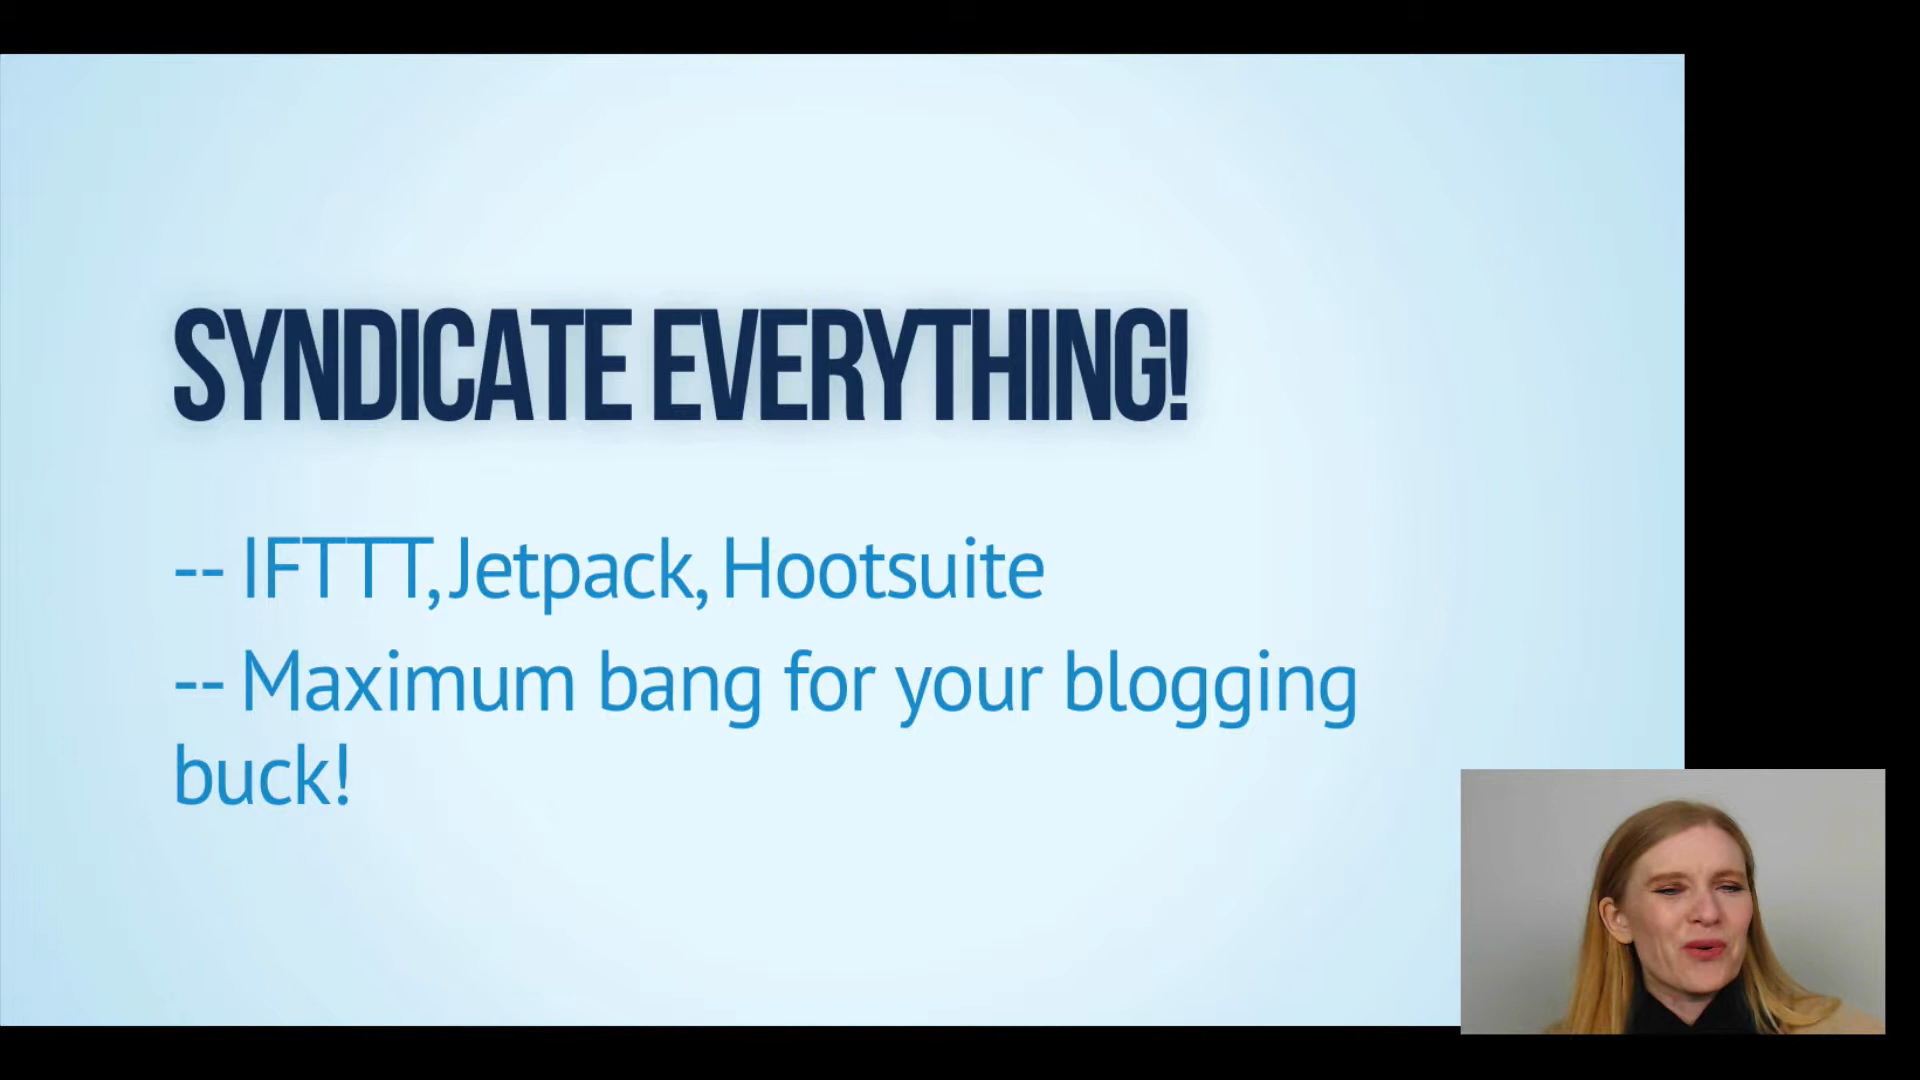 SYNDICATE EVERYTHING!
-- IFTTT, Jetpack, Hootsuite
-- Maximum bang for your blogging
buck!